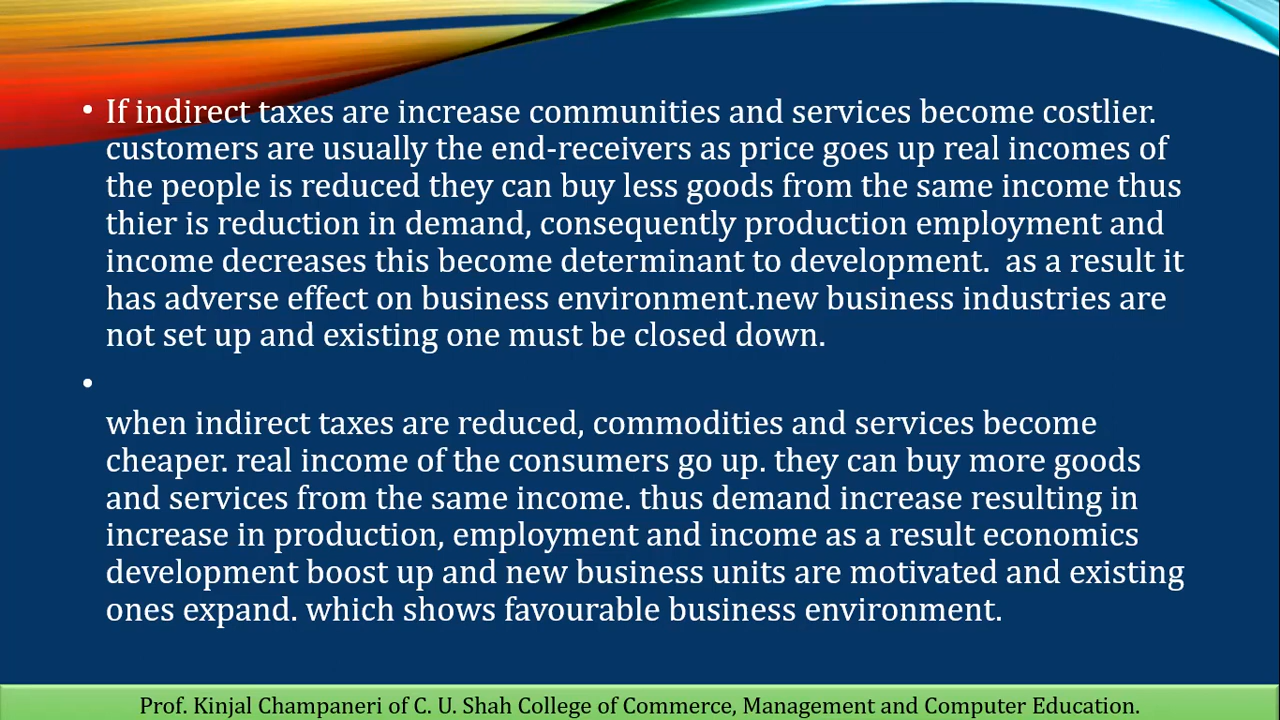 • If indirect taxes are increase communities and services become costlier.
customers are usually the end-receivers as price goes up real incomes of
the people is reduced they can buy less goods from the same income thus
thier is reduction in demand, consequently production employment and
income decreases this become determinant to development.  as a result it
has adverse effect on business environment.new business industries are
not set up and existing one must be closed down.
•
when indirect taxes are reduced, commodities and services become
cheaper. real income of the consumers go up. they can buy more goods
and services from the same income. thus demand increase resulting in
increase in production, employment and income as a result economics
development boost up and new business units are motivated and existing
ones expand. which shows favourable business environment.
Prof. Kinjal Champaneri of C. U. Shah College of Commerce, Management and Computer Education.